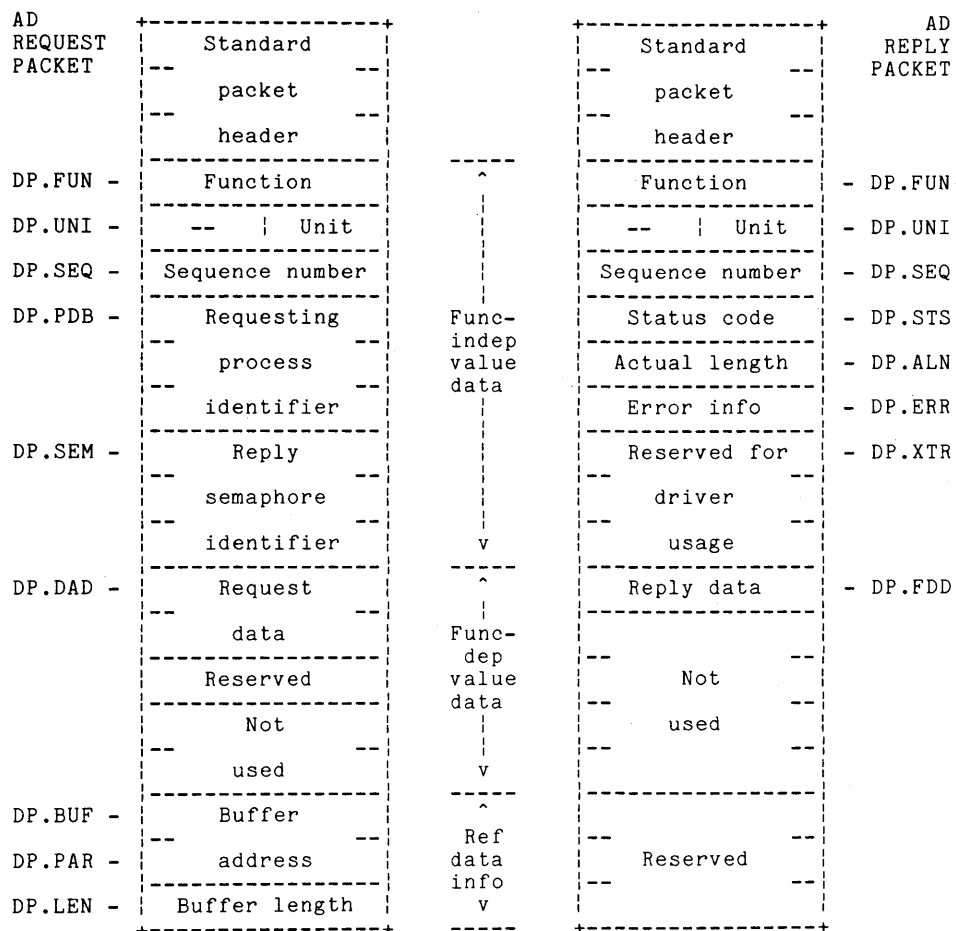 AD REQUEST PACKET
AD REPLY PACKET
Standard Standard
packet packet
header header
DP.FUN - Function Function - DP.FUN
DP.UNI - -- | Unit -- | Unit - DP.UNI
DP.SEQ - Sequence number Sequence number - DP.SEQ
DP.PDB - Requesting Func- Status code - DP.STS
indep
process value Actual length - DP.ALN
data
identifier Error info - DP.ERR
DP.SEM - Reply Reserved for - DP.XTR
semaphore driver
identifier v usage
DP.DAD - Request ^ Reply data - DP.FDD
data Func-
dep
Reserved value Not
data
Not used
used v
DP.BUF - Buffer ^
Ref
DP.PAR - address data Reserved
info
DP.LEN - Buffer length v